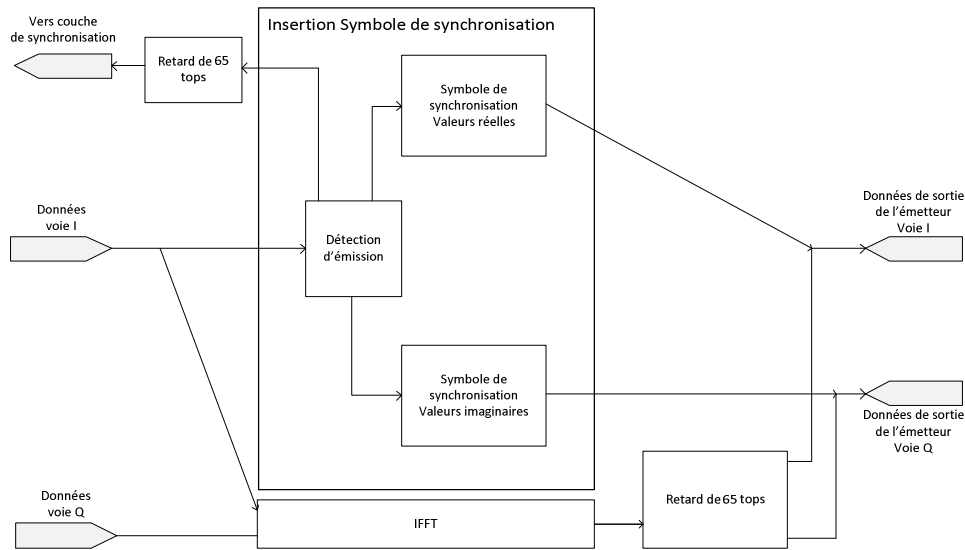 Insertion Symbole de synchronisation
Vers couche
de synchronisation
Retard de 65
tops
Symbole de
synchronisation
Valeurs réelles
Données
voie I
Détection
d’émission
Données de sortie
de l’émetteur
Voie I
Symbole de
synchronisation
Valeurs imaginaires
Données de sortie
de l’émetteur
Voie Q
Données
voie Q
IFFT
Retard de 65 tops